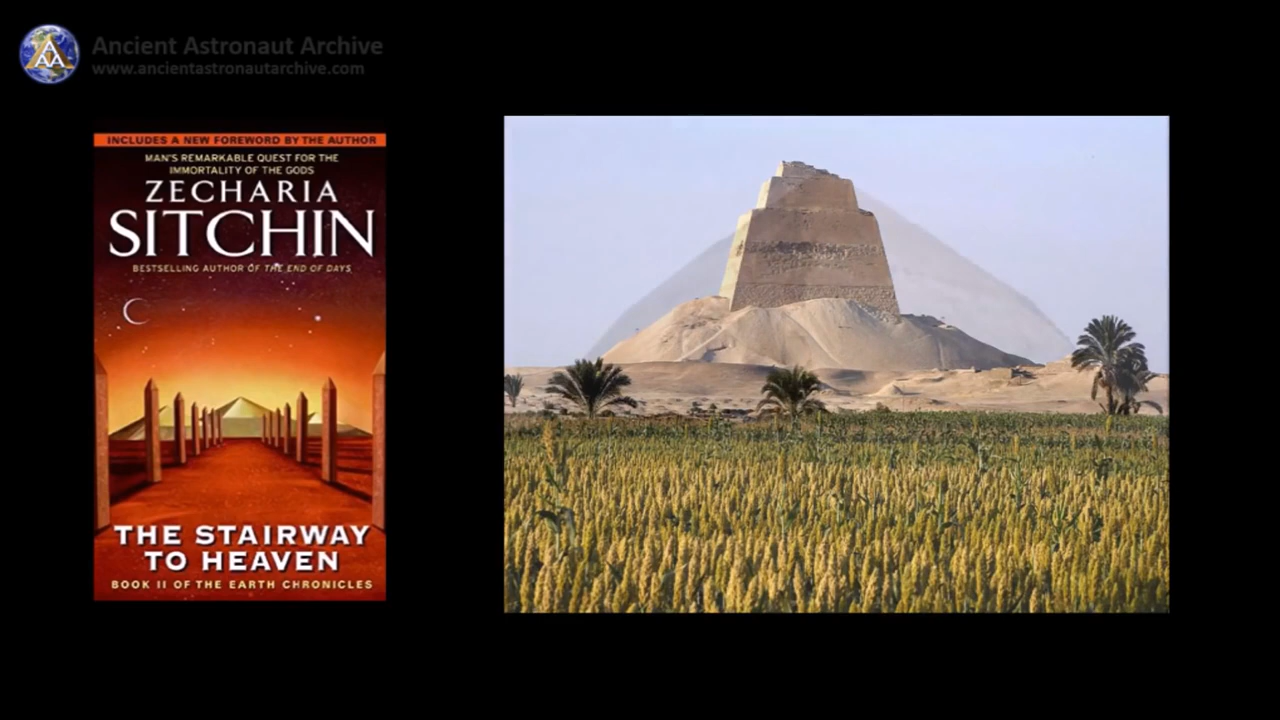 AAA
Ancient Astronaut Archive
www.ancientastronautarchive.com
INCLUDES A NEW FOREWORD BY THE AUTHOR
MAN'S REMARKABLE QUEST FOR THE
IMMORTALITY OF THE GODS
ZECHARIA
SITCHIN
BESTSELLING AUTHOR OF THE END OF DAYS
THE STAIRWAY
TO HEAVEN
BOOK II OF THE EARTH CHRONICLES